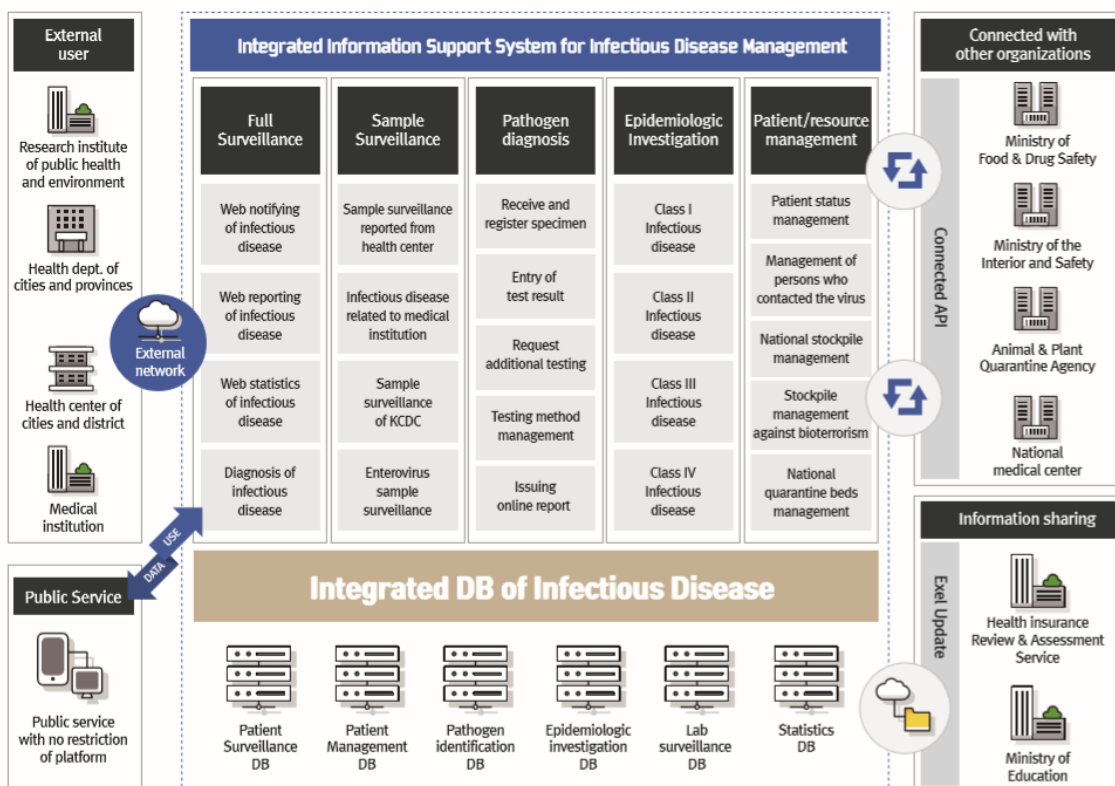 External
user
Research institute
of public health
and environment
Health dept. of
cities and provinces
External
network
Health center of
cities and district
Medical
institution
DATA USE
Public Service
Public service
with no restriction
of platform
Integrated Information Support System for Infectious Disease Management
Full
Surveillance
Web notifying
of infectious
disease
Web reporting
of infectious
disease
Web statistics
of infectious
disease
Diagnosis of
infectious
disease
Sample
Surveillance
Sample surveillance
reported from
health center
Infectious disease
related to medical
institution
Sample
surveillance
of KCDC
Enterovirus
sample
surveillance
Pathogen
diagnosis
Receive and
register specimen
Entry of
test result
Request
additional testing
Testing method
management
Issuing
online report
Epidemiologic
Investigation
Class I
Infectious
disease
Class II
Infectious
disease
Class III
Infectious
disease
Class IV
Infectious
disease
Patient/resource
management
Patient status
management
Management of
persons who
contacted the virus
National stockpile
management
Stockpile
management
against bioterrorism
National
quarantine beds
management
Integrated DB of Infectious Disease
Patient
Surveillance
DB
Patient
Management
DB
Pathogen
identification
DB
Epidemiologic
investigation
DB
Lab
surveillance
DB
Statistics
DB
Connected with
other organizations
Connected API
Ministry of
Food & Drug Safety
Ministry of the
Interior and Safety
Animal & Plant
Quarantine Agency
National
medical center
Information sharing
Exel Update
Health insurance
Review & Assessment
Service
Ministry of
Education